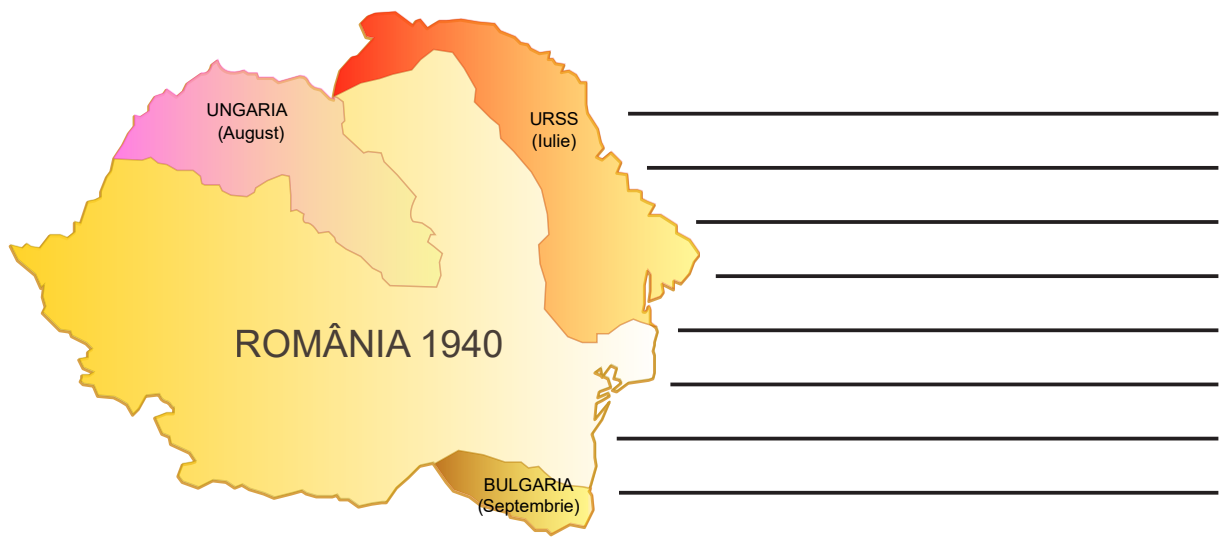 UNGARIA
(August)
URSS
(Iulie)
ROMÂNIA 1940
BULGARIA
(Septembrie)